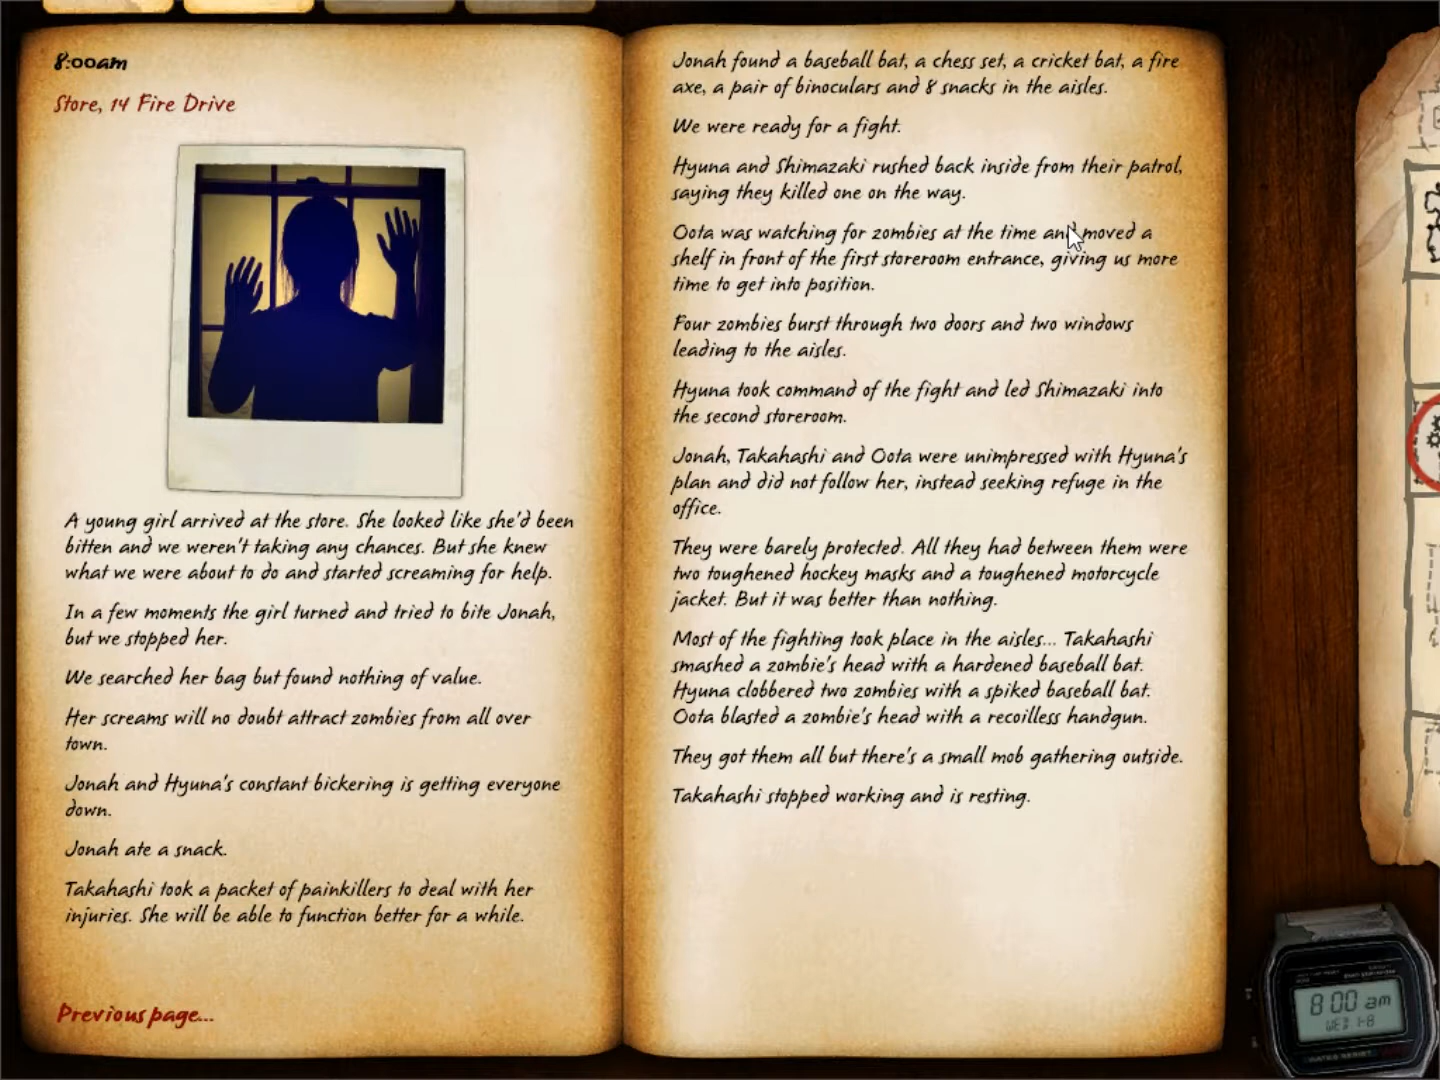 8:00am
Store, 14 Fire Drive
A young girl arrived at the store. She looked like she'd been
bitten and we weren't taking any chances. But she knew
what we were about to do and started screaming for help.
In a few moments the girl turned and tried to bite Jonah,
but we stopped her.
We searched her bag but found nothing of value.
Her screams will no doubt attract zombies from all over
town.
Jonah and Hyuna's constant bickering is getting everyone
down.
Jonah ate a snack.
Takahashi took a packet of painkillers to deal with her
injuries. She will be able to function better for a while.
Previous page...
Jonah found a baseball bat, a chess set, a cricket bat, a fire
axe, a pair of binoculars and 8 snacks in the aisles.
We were ready for a fight.
Hyuna and Shimazaki rushed back inside from their patrol,
saying they killed one on the way.
Oota was watching for zombies at the time and moved a
shelf in front of the first storeroom entrance, giving us more
time to get into position.
Four zombies burst through two doors and two windows
leading to the aisles.
Hyuna took command of the fight and led Shimazaki into
the second storeroom.
Jonah, Takahashi and Oota were unimpressed with Hyuna's
plan and did not follow her, instead seeking refuge in the
office.
They were barely protected. All they had between them were
two toughened hockey masks and a toughened motorcycle
jacket. But it was better than nothing.
Most of the fighting took place in the aisles... Takahashi
smashed a zombie's head with a hardened baseball bat.
Hyuna clobbered two zombies with a spiked baseball bat.
Oota blasted a zombie's head with a recoilless handgun.
They got them all but there's a small mob gathering outside.
Takahashi stopped working and is resting.
8:00 am
WED 1-8